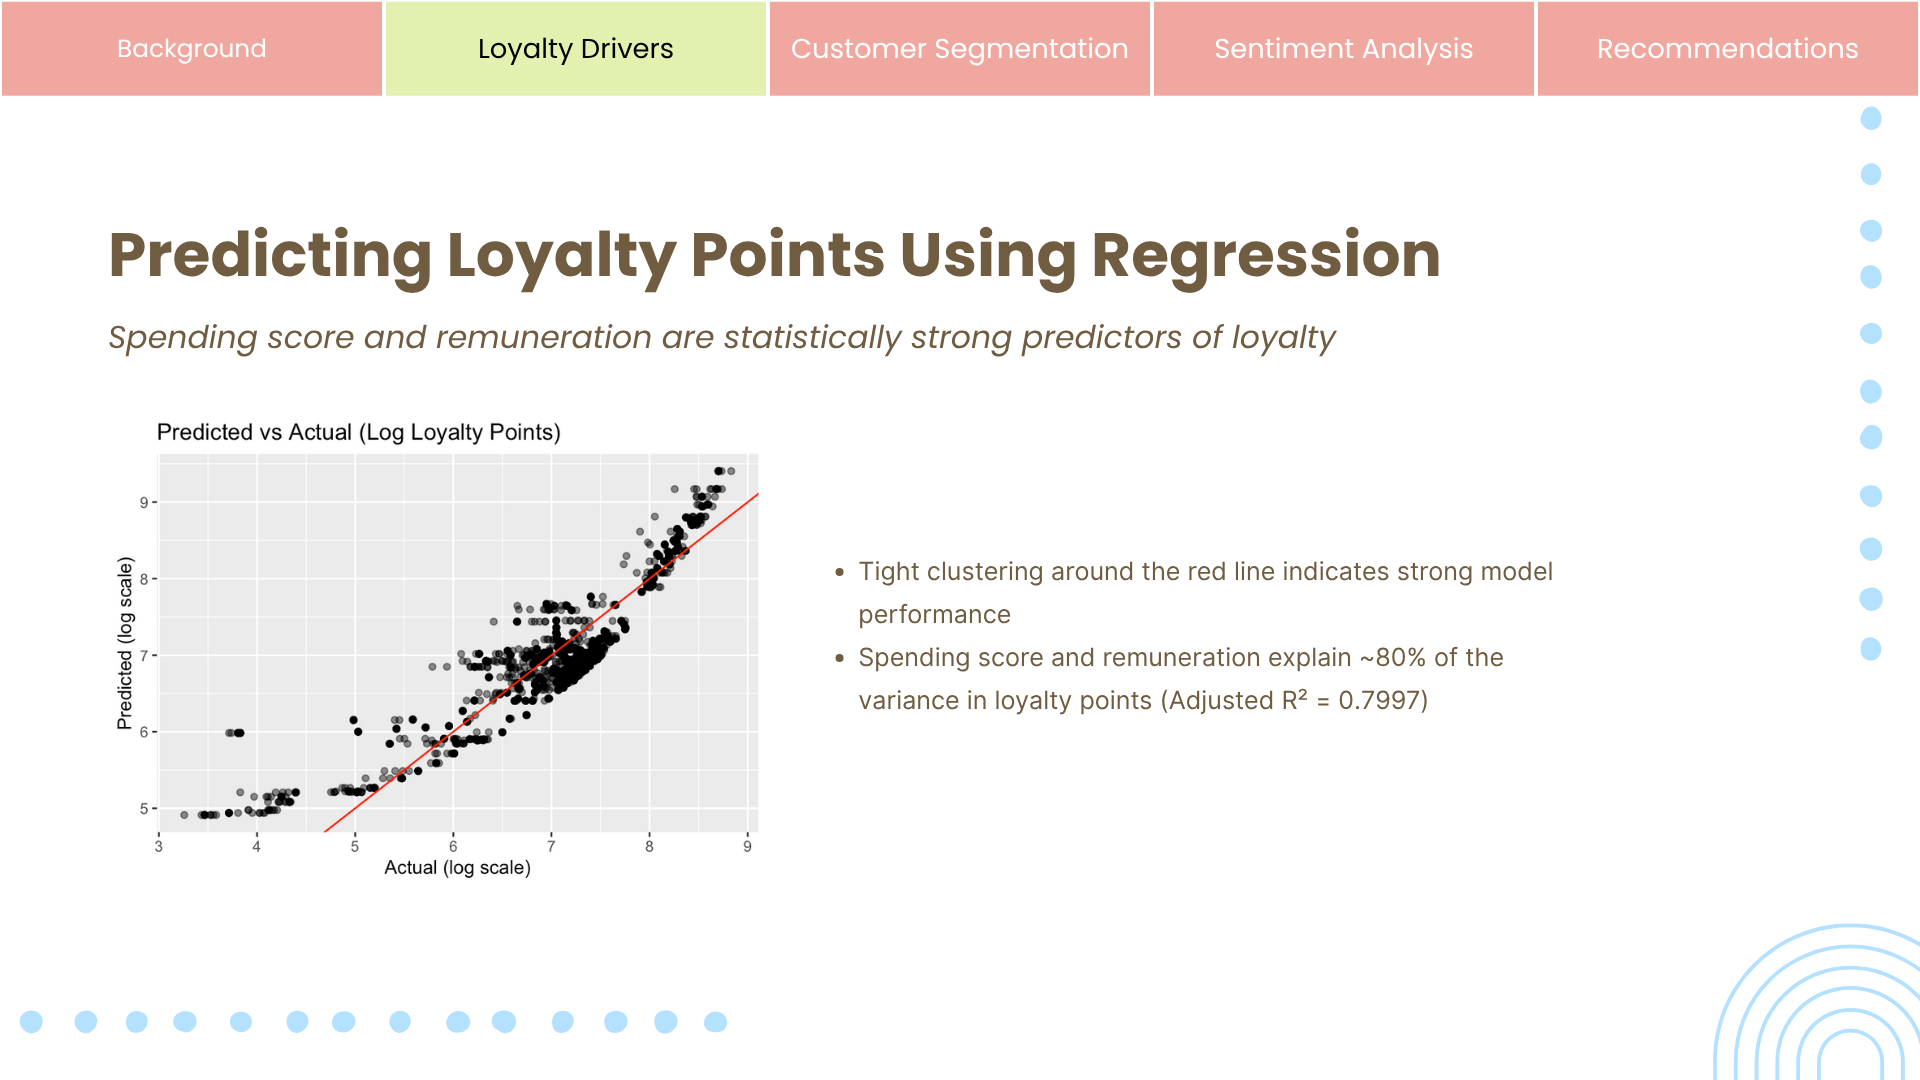 Background
Loyalty Drivers
Customer Segmentation
Sentiment Analysis
Recommendations
Predicting Loyalty Points Using Regression
Spending score and remuneration are statistically strong predictors of loyalty
Predicted vs Actual (Log Loyalty Points)
Predicted (log scale)
9
8
7
6
5
3 4 5 6 7 8 9
Actual (log scale)
• Tight clustering around the red line indicates strong model
performance
• Spending score and remuneration explain ~80% of the
variance in loyalty points (Adjusted R² = 0.7997)